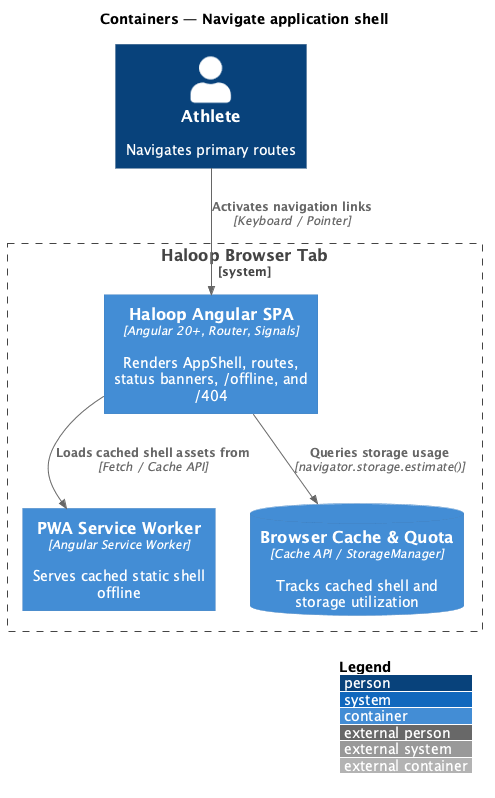 Containers — Navigate application shell
Athlete
Navigates primary routes
Activates navigation links
[Keyboard / Pointer]
Haloop Browser Tab
[system]
Haloop Angular SPA
[Angular 20+, Router, Signals]
Renders AppShell, routes,
status banners, /offline, and
/404
Loads cached shell assets from
[Fetch / Cache API]
Queries storage usage
[navigator.storage.estimate()]
PWA Service Worker
[Angular Service Worker]
Serves cached static shell
offline
Browser Cache & Quota
[Cache API / StorageManager]
Tracks cached shell and
storage utilization
Legend
person
system
container
external person
external system
external container